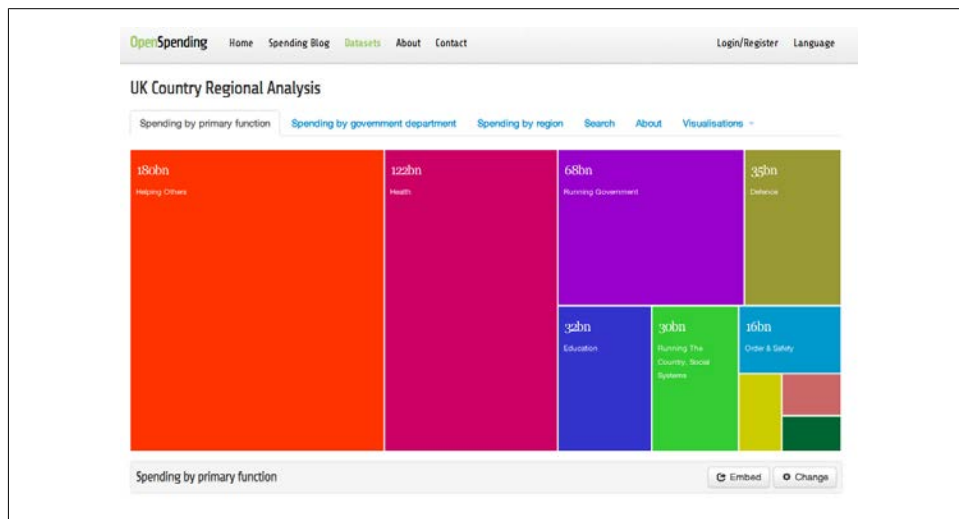 OpenSpending Home Spending Blog Datasets About Contact Login/Register Language
UK Country Regional Analysis
Spending by primary function Spending by government department Spending by region Search About Visualisations
180bn
Helping Others
122bn
Health
68bn
Running Government
35bn
Defence
32bn
Education
30bn
Running The
Country, Social
Systems
16bn
Order & Safety
Spending by primary function Embed Change